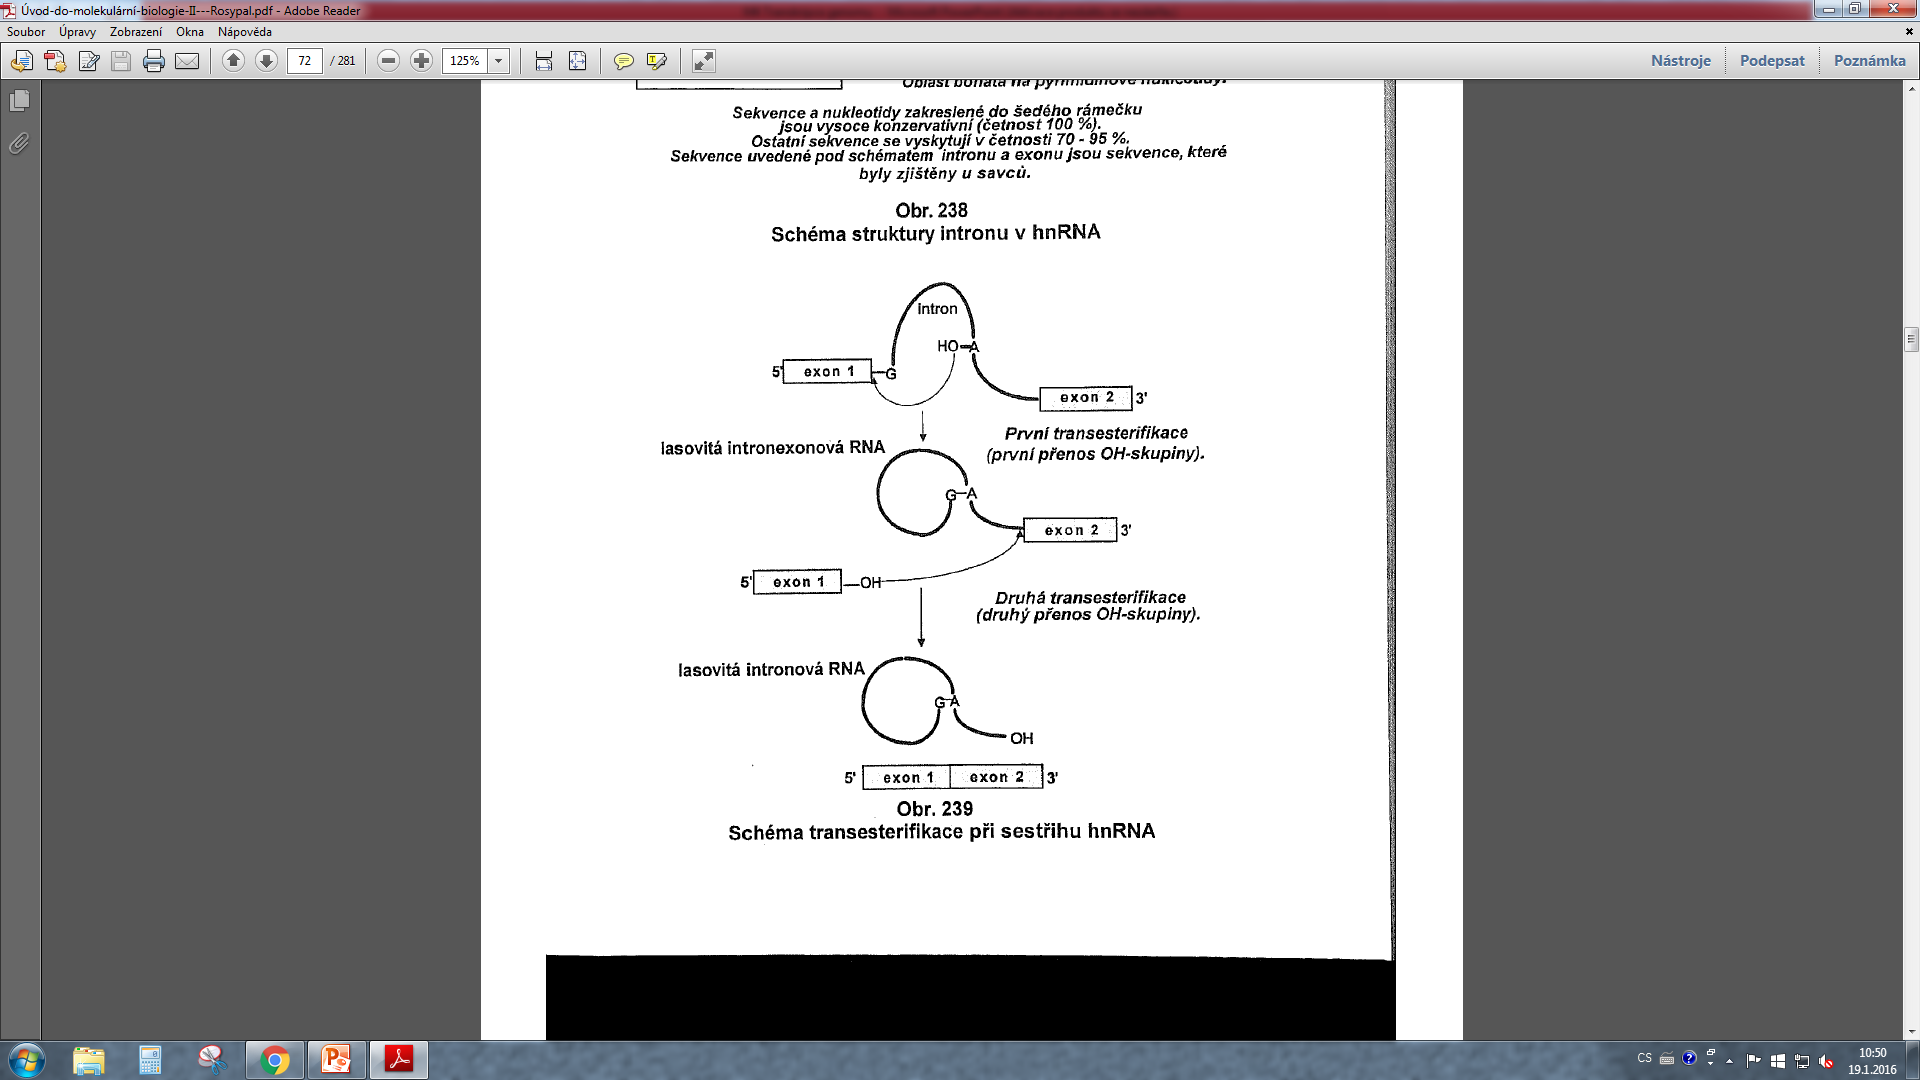 Úvod-do-molekulární-biologie-II---Rosypal.pdf - Adobe Reader
Soubor Úpravy Zobrazení Okna Nápověda
72 / 281 125% Nástroje Podepsat Poznámka
Oblast bohatá na pyrimidinové nukleotidy.
Sekvence a nukleotidy zakreslené do šedého rámečku
jsou vysoce konzervativní (četnost 100 %).
Ostatní sekvence se vyskytují v četnosti 70 - 95 %.
Sekvence uvedené pod schématem intronu a exonu jsou sekvence, které
byly zjištěny u savců.
Obr. 238
Schéma struktury intronu v hnRNA
intron
HO A
5' exon 1 G
exon 2 3'
První transesterifikace
(první přenos OH-skupiny).
lasovitá intronexonová RNA
G A
exon 2 3'
5' exon 1 OH
Druhá transesterifikace
(druhý přenos OH-skupiny).
lasovitá intronová RNA
G A
OH
5' exon 1 exon 2 3'
Obr. 239
Schéma transesterifikace při sestřihu hnRNA
CS
10:50
19.1.2016